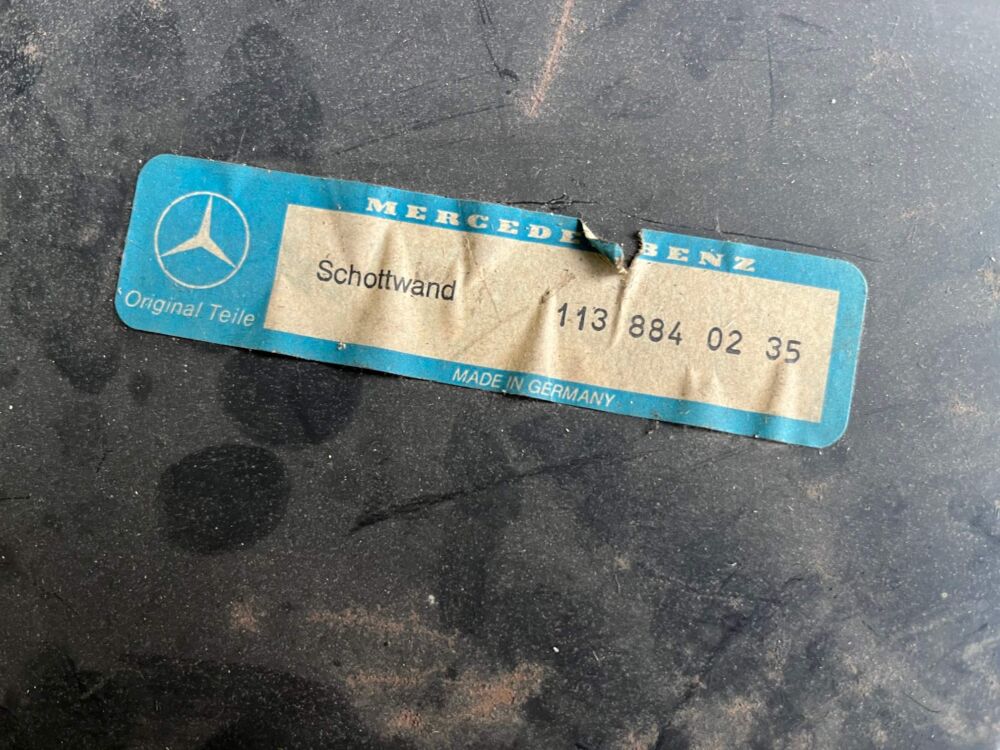 MERCEDE BENZ
Schottwand
113 884 02 35
Original Teile
MADE IN GERMANY